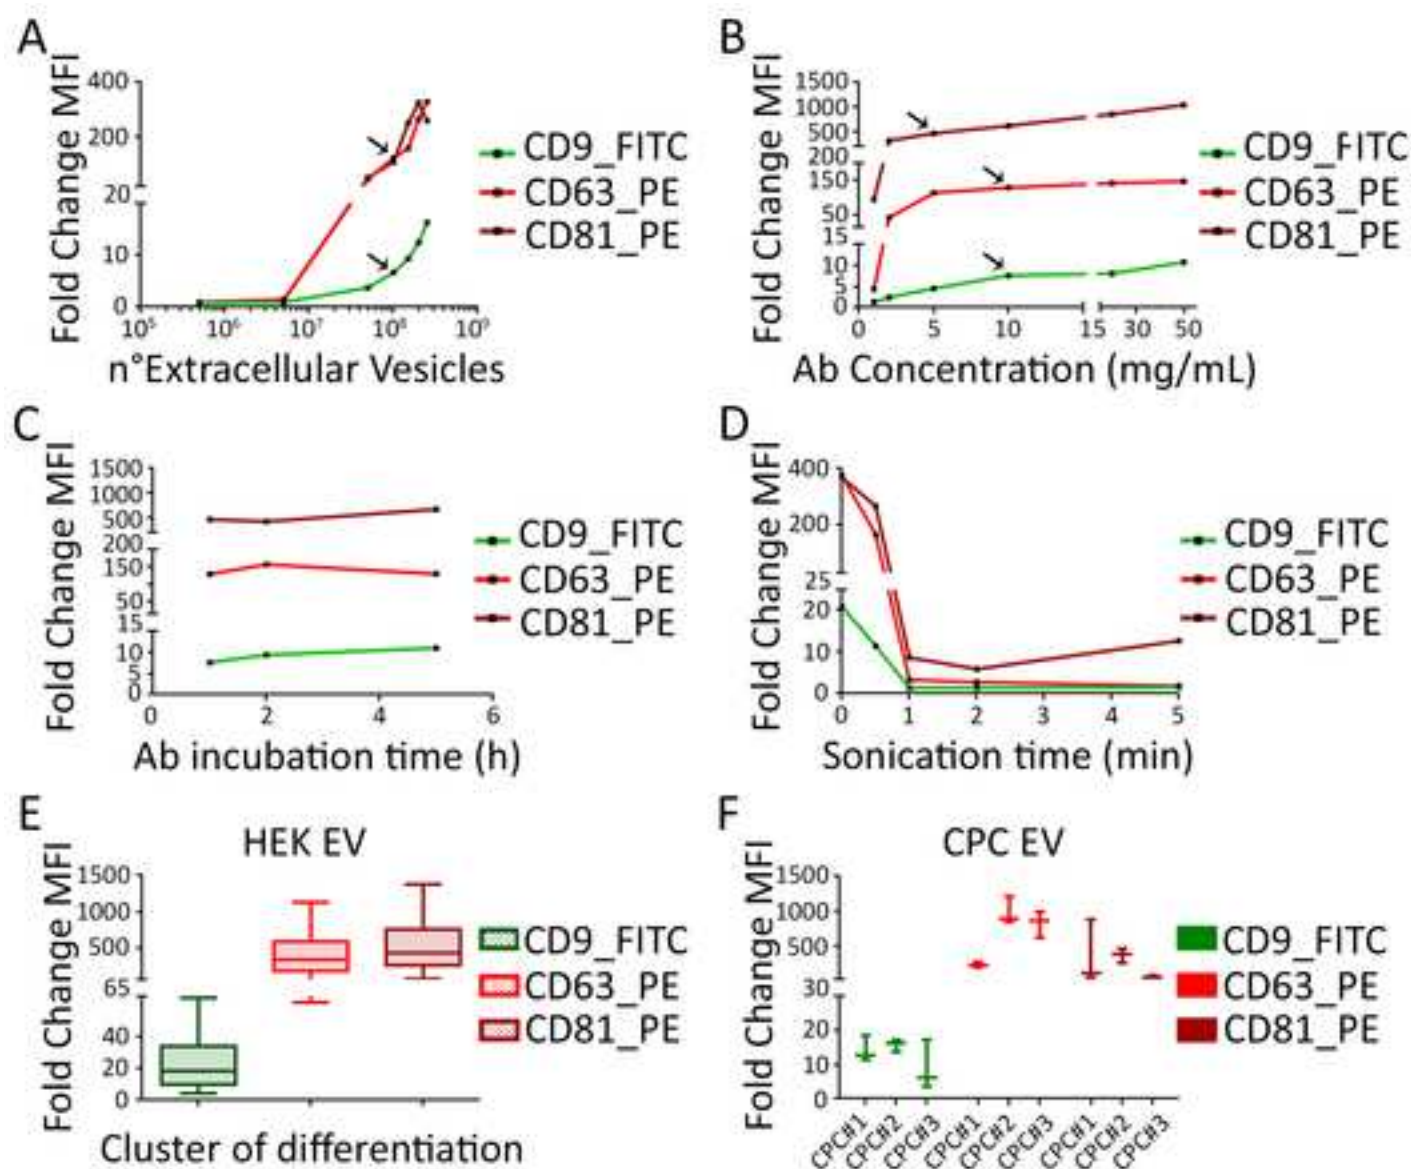 A
Fold Change MFI
400
200
20
10
0
10⁵ 10⁶ 10⁷ 10⁸ 10⁹
n°Extracellular Vesicles
CD9_FITC
CD63_PE
CD81_PE
B
Fold Change MFI
1500
1000
500
200
150
50
15
10
5
0
0 5 10 15 30 50
Ab Concentration (mg/mL)
CD9_FITC
CD63_PE
CD81_PE
C
Fold Change MFI
1500
1000
500
200
150
50
15
10
5
0
0 2 4 6
Ab incubation time (h)
CD9_FITC
CD63_PE
CD81_PE
D
Fold Change MFI
400
200
25
20
10
0
0 1 2 3 4 5
Sonication time (min)
CD9_FITC
CD63_PE
CD81_PE
E
HEK EV
Fold Change MFI
1500
1000
500
65
65
40
20
0
Cluster of differentiation
CD9_FITC
CD63_PE
CD81_PE
F
CPC EV
Fold Change MFI
1500
1000
500
30
30
20
10
0
CPC#1 CPC#2 CPC#3 CPC#1 CPC#2 CPC#3 CPC#1 CPC#2 CPC#3
CD9_FITC
CD63_PE
CD81_PE